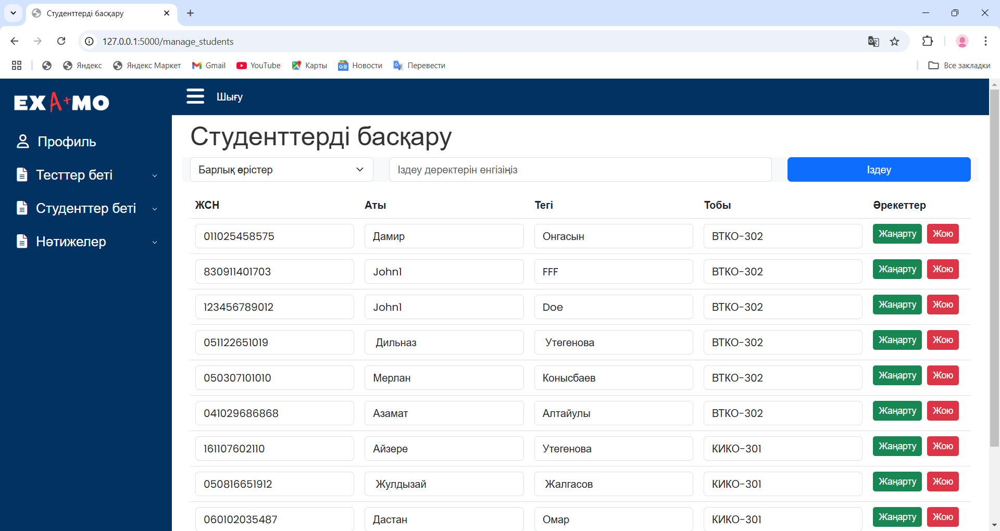 Студенттерді басқару
127.0.0.1:5000/manage_students
Яндекс
Яндекс Маркет
Gmail
YouTube
Карты
Новости
Перевести
Все закладки
EXA+MO
Шығу
Профиль
Тесттер беті
Студенттер беті
Нәтижелер
Студенттерді басқару
Барлық өрістер
Іздеу деректерін енгізіңіз
Іздеу
ЖСН Аты Тегі Тобы Әрекеттер
011025458575 Дамир Онгасын ВТКО-302 Жаңарту Жою
830911401703 John1 FFF ВТКО-302 Жаңарту Жою
123456789012 John1 Doe ВТКО-302 Жаңарту Жою
051122651019 Дильназ Утегенова ВТКО-302 Жаңарту Жою
050307101010 Мерлан Конысбаев ВТКО-302 Жаңарту Жою
041029686868 Азамат Алтайулы ВТКО-302 Жаңарту Жою
161107602110 Айзере Утегенова КИКО-301 Жаңарту Жою
050816651912 Жулдызай Жалгасов КИКО-301 Жаңарту Жою
060102035487 Дастан Омар КИКО-301 Жаңарту Жою